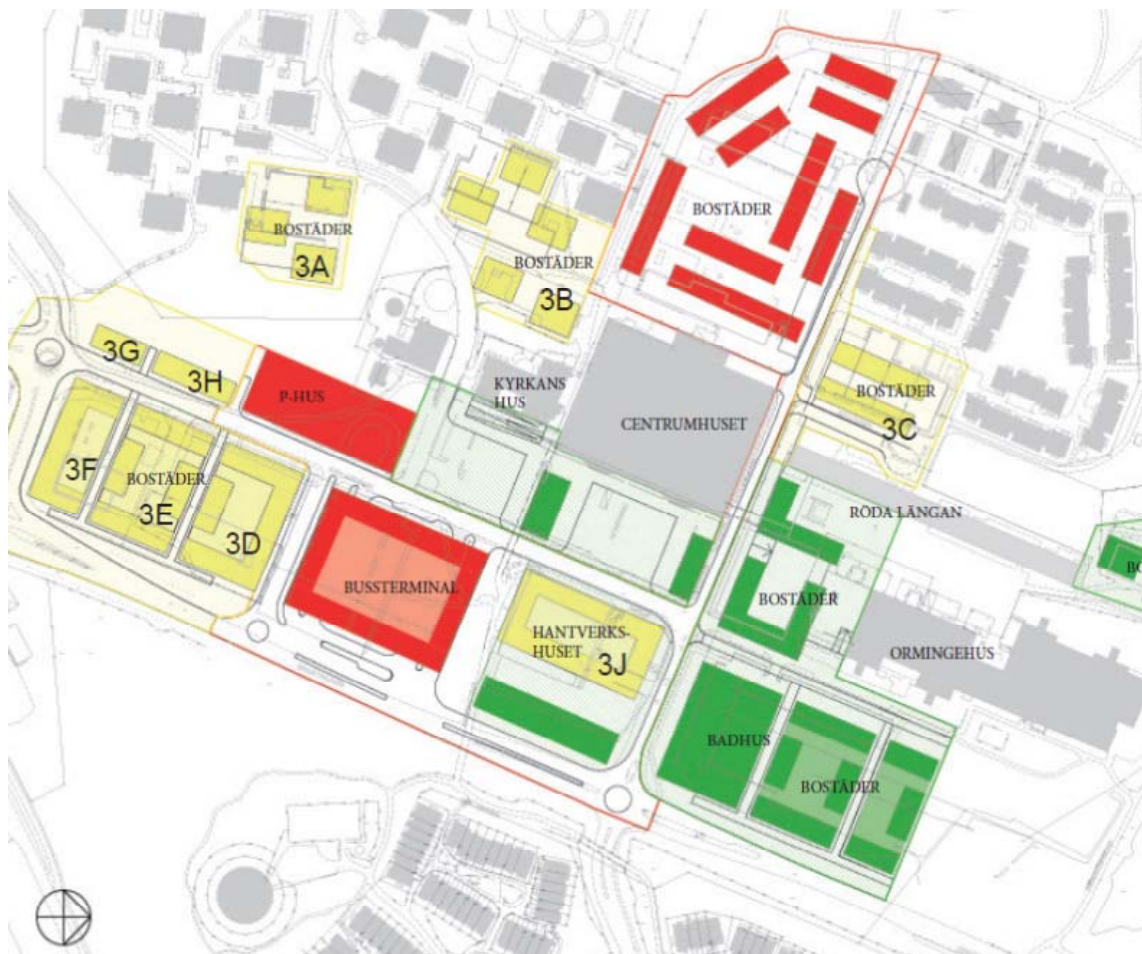 BOSTÄDER
BOSTÄDER
3A
BOSTÄDER
3B
3G
3H
P-HUS
KYRKANS
HUS
CENTRUMHUSET
BOSTÄDER
3C
3F
BOSTÄDER
3E
3D
RÖDA LÄNGAN
BUSSTERMINAL
BOSTÄDER
HANTVERKS-
HUSET
3J
ORMINGEHUS
BADHUS
BOSTÄDER
BO